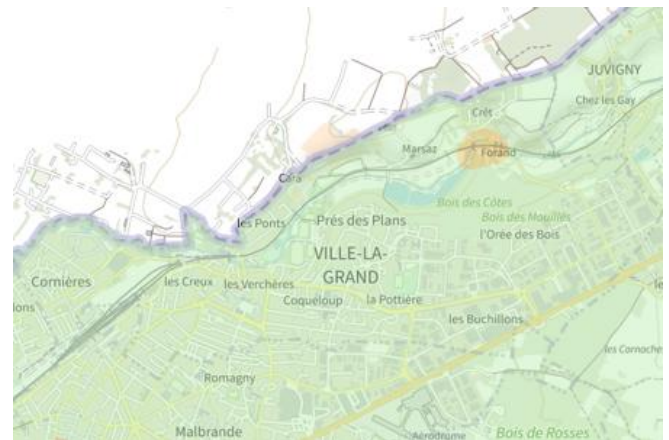 JUVIGNY
Chez les Gay
Crêt
Marsaz
Forand
Cara
Bois des Côtes
Bois des Mouilles
l'Orée des Bois
les Ponts
Prés des Plans
VILLE-LA-
GRAND
Cornières
les Creux
les Verchères
Coqueloup
la Pottière
les Buchillons
Romagny
Malbrande
Aérodrome
Bois de Rosses